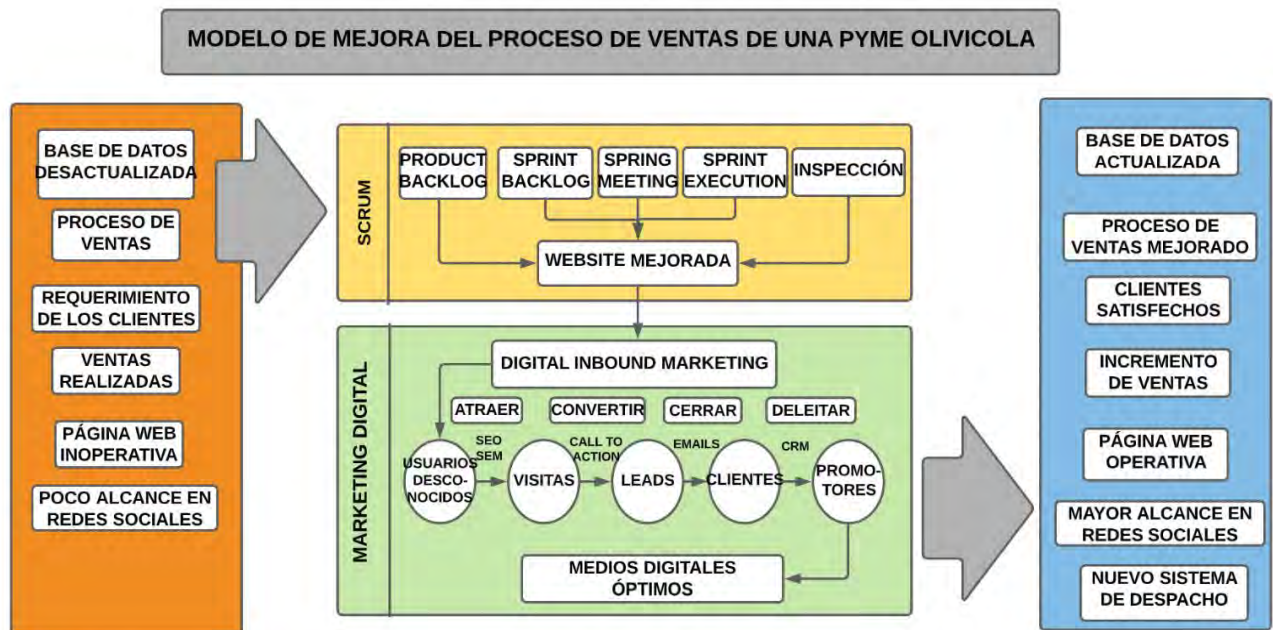 MODELO DE MEJORA DEL PROCESO DE VENTAS DE UNA PYME OLIVICOLA
BASE DE DATOS
DESACTUALIZADA
PROCESO DE
VENTAS
REQUERIMIENTO
DE LOS CLIENTES
VENTAS
REALIZADAS
PÁGINA WEB
INOPERATIVA
POCO ALCANCE EN
REDES SOCIALES
SCRUM
PRODUCT
BACKLOG
SPRINT
BACKLOG
SPRING
MEETING
SPRINT
EXECUTION
INSPECCIÓN
WEBSITE MEJORADA
MARKETING DIGITAL
DIGITAL INBOUND MARKETING
ATRAER
CONVERTIR
CERRAR
DELEITAR
USUARIOS
DESCO-
NOCIDOS
SEO
SEM
VISITAS
CALL TO
ACTION
LEADS
EMAILS
CLIENTES
CRM
PROMO-
TORES
MEDIOS DIGITALES
ÓPTIMOS
BASE DE DATOS
ACTUALIZADA
PROCESO DE
VENTAS MEJORADO
CLIENTES
SATISFECHOS
INCREMENTO
DE VENTAS
PÁGINA WEB
OPERATIVA
MAYOR ALCANCE EN
REDES SOCIALES
NUEVO SISTEMA
DE DESPACHO